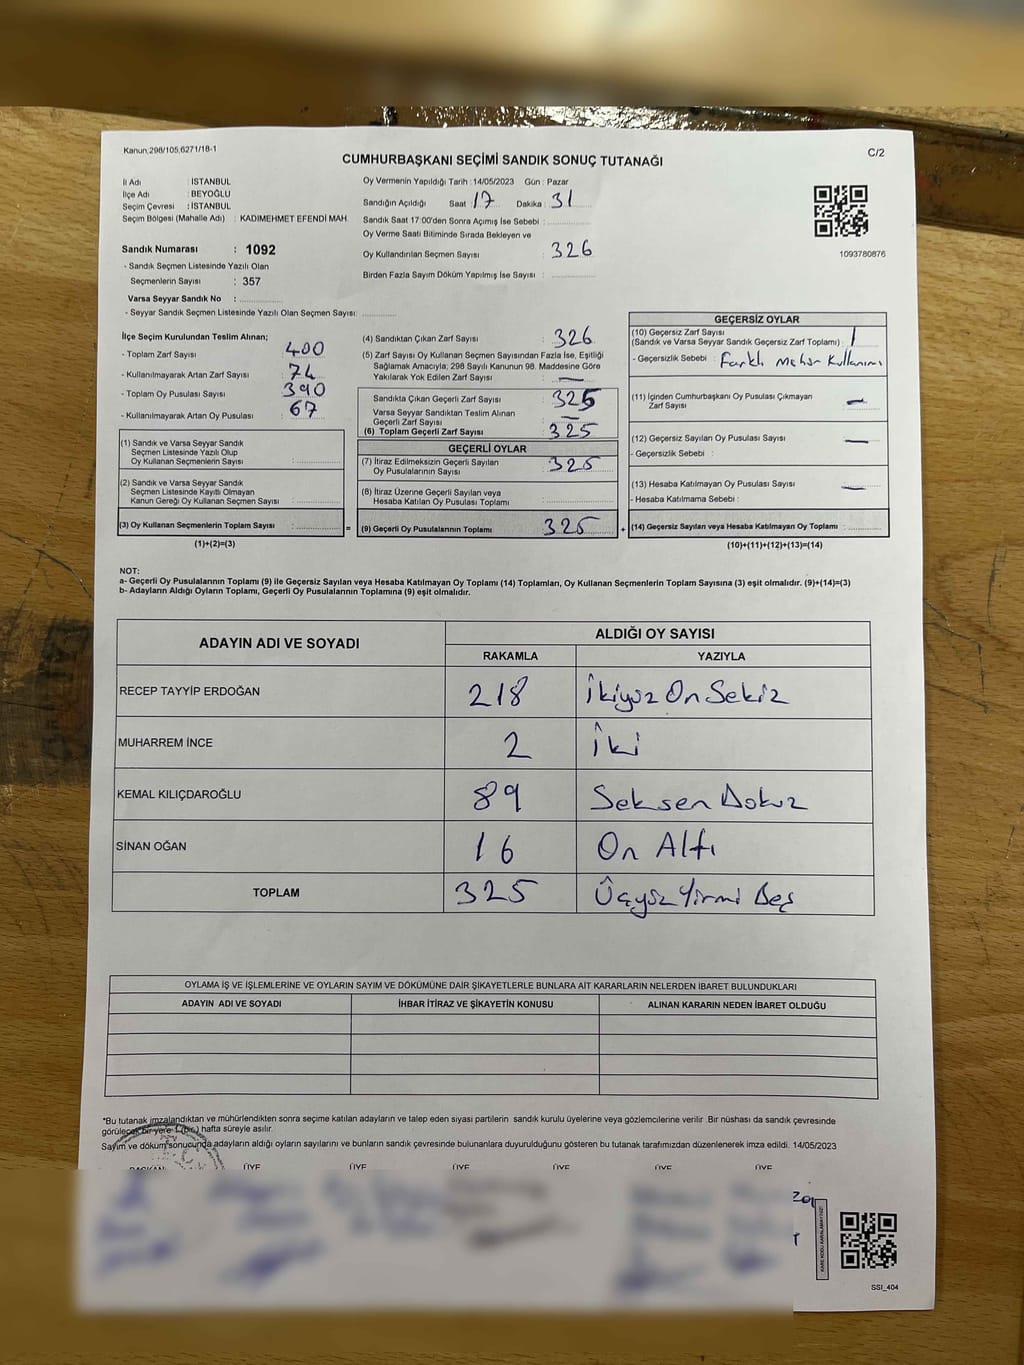 Kanun,298/105,6271/18-1
CUMHURBAŞKANI SEÇİMİ SANDIK SONUÇ TUTANAĞI
C/2
İl Adı : İSTANBUL
İlçe Adı : BEYOĞLU
Seçim Çevresi : İSTANBUL
Seçim Bölgesi (Mahalle Adı) : KADIMEHMET EFENDİ MAH.
Sandık Numarası : 1092
- Sandık Seçmen Listesinde Yazılı Olan
Seçmenlerin Sayısı : 357
Varsa Seyyar Sandık No :
- Seyyar Sandık Seçmen Listesinde Yazılı Olan Seçmen Sayısı:
Oy Vermenin Yapıldığı Tarih : 14/05/2023 Gün : Pazar
Sandığın Açıldığı Saat 17 Dakika : 31
Sandık Saat 17:00'den Sonra Açımış İse Sebebi :
Oy Verme Saati Bitiminde Sırada Bekleyen ve
Oy Kullandırılan Seçmen Sayısı : 326
Birden Fazla Sayım Döküm Yapılmış İse Sayısı :
1093780876
İlçe Seçim Kurulundan Teslim Alınan;
- Toplam Zarf Sayısı : 400
- Kullanılmayarak Artan Zarf Sayısı : 74
- Toplam Oy Pusulası Sayısı : 390
- Kullanılmayarak Artan Oy Pusulası : 67
(1) Sandık ve Varsa Seyyar Sandık
Seçmen Listesinde Yazılı Olup
Oy Kullanan Seçmenlerin Sayısı :
(2) Sandık ve Varsa Seyyar Sandık
Seçmen Listesinde Kayıtlı Olmayan
Kanun Gereği Oy Kullanan Seçmen Sayısı :
(3) Oy Kullanan Seçmenlerin Toplam Sayısı :
(1)+(2)=(3)
=
(4) Sandıktan Çıkan Zarf Sayısı : 326
(5) Zarf Sayısı Oy Kullanan Seçmen Sayısından Fazla İse, Eşitliği
Sağlamak Amacıyla; 298 Sayılı Kanunun 98. Maddesine Göre
Yakılarak Yok Edilen Zarf Sayısı : —
Sandıkta Çıkan Geçerli Zarf Sayısı : 325
Varsa Seyyar Sandıktan Teslim Alınan
Geçerli Zarf Sayısı : —
(6) Toplam Geçerli Zarf Sayısı : 325
GEÇERLİ OYLAR
(7) İtiraz Edilmeksizin Geçerli Sayılan
Oy Pusulalarının Sayısı : 325
(8) İtiraz Üzerine Geçerli Sayılan veya
Hesaba Katılan Oy Pusulası Toplamı :
(9) Geçerli Oy Pusulalarının Toplamı : 325
+
GEÇERSİZ OYLAR
(10) Geçersiz Zarf Sayısı
(Sandık ve Varsa Seyyar Sandık Geçersiz Zarf Toplamı) : 1
- Geçersizlik Sebebi : Farklı Mühür Kullanımı
(11) İçinden Cumhurbaşkanı Oy Pusulası Çıkmayan
Zarf Sayısı : —
(12) Geçersiz Sayılan Oy Pusulası Sayısı : —
- Geçersizlik Sebebi :
(13) Hesaba Katılmayan Oy Pusulası Sayısı : —
- Hesaba Katılmama Sebebi :
(14) Geçersiz Sayılan veya Hesaba Katılmayan Oy Toplamı :
(10)+(11)+(12)+(13)=(14)
NOT:
a- Geçerli Oy Pusulalarının Toplamı (9) ile Geçersiz Sayılan veya Hesaba Katılmayan Oy Toplamı (14) Toplamları, Oy Kullanan Seçmenlerin Toplam Sayısına (3) eşit olmalıdır. (9)+(14)=(3)
b- Adayların Aldığı Oyların Toplamı, Geçerli Oy Pusulalarının Toplamına (9) eşit olmalıdır.
ADAYIN ADI VE SOYADI
ALDIĞI OY SAYISI
RAKAMLA YAZIYLA
RECEP TAYYİP ERDOĞAN 218 İkiyüz On Sekiz
MUHARREM İNCE 2 İki
KEMAL KILIÇDAROĞLU 89 Seksen Dokuz
SİNAN OĞAN 16 On Altı
TOPLAM 325 Üçyüz Yirmi Beş
OYLAMA İŞ VE İŞLEMLERİNE VE OYLARIN SAYIM VE DÖKÜMÜNE DAİR ŞİKAYETLERLE BUNLARA AİT KARARLARIN NELERDEN İBARET BULUNDUKLARI
ADAYIN ADI VE SOYADI İHBAR İTİRAZ VE ŞİKAYETİN KONUSU ALINAN KARARIN NEDEN İBARET OLDUĞU
*Bu tutanak imzalandıktan ve mühürlendikten sonra seçime katılan adayların ve talep eden siyasi partilerin sandık kurulu üyelerine veya gözlemcilerine verilir .Bir nüshası da sandık çevresinde
görülecek bir yere 1 (bir) hafta süreyle asılır.
Sayım ve döküm sonucunda adayların aldığı oyların sayılarını ve bunların sandık çevresinde bulunanlara duyurulduğunu gösteren bu tutanak tarafımızdan düzenlenerek imza edildi. 14/05/2023
BAŞKAN ÜYE ÜYE ÜYE ÜYE ÜYE ÜYE
SSI_404